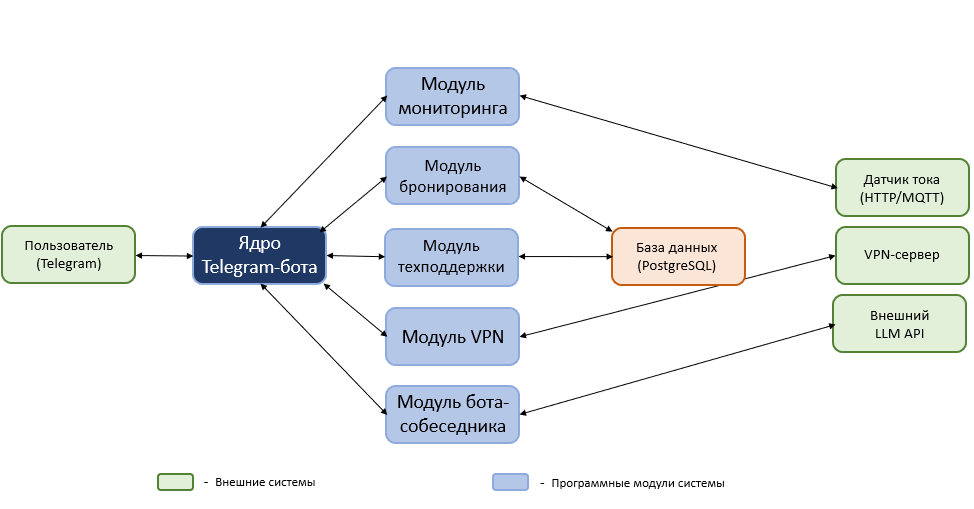 Модуль
мониторинга
Модуль
бронирования
Датчик тока
(HTTP/MQTT)
Пользователь
(Telegram)
Ядро
Telegram-бота
Модуль
техподдержки
База данных
(PostgreSQL)
VPN-сервер
Модуль VPN
Внешний
LLM API
Модуль бота-
собеседника
- Внешние системы
- Программные модули системы